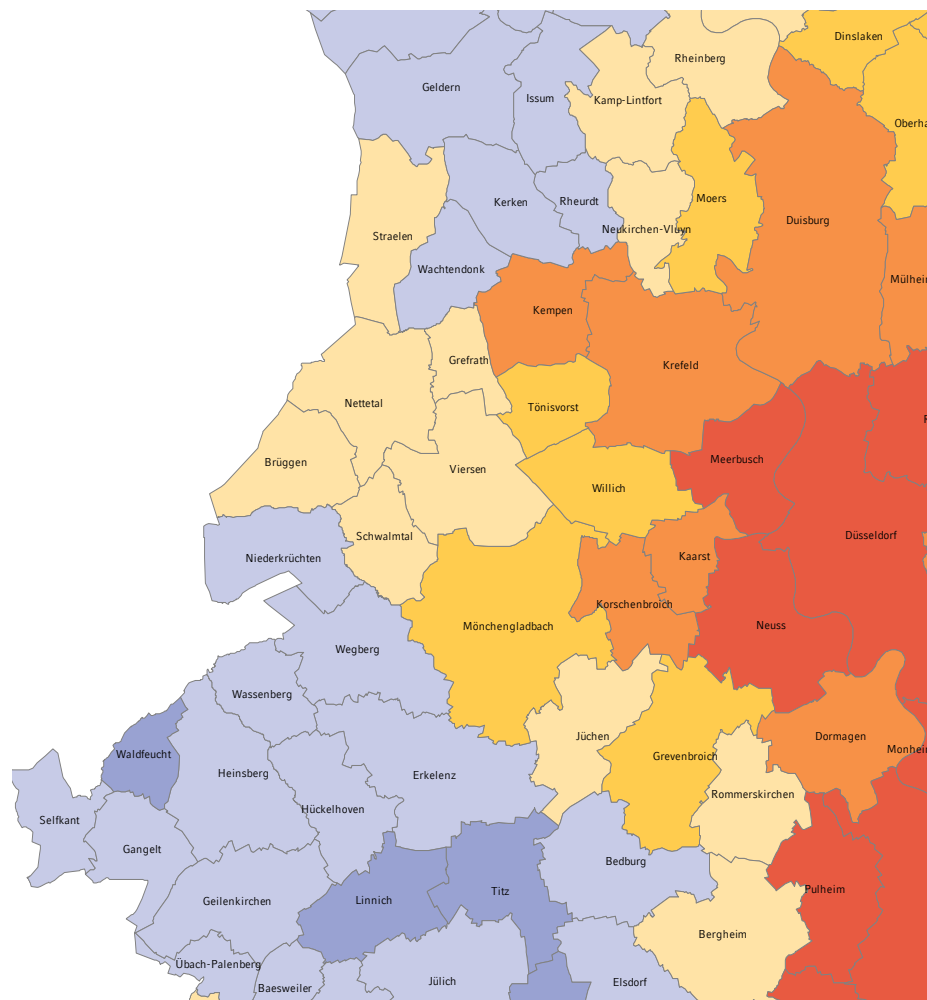 Dinslaken
Rheinberg
Geldern
Issum
Kamp-Lintfort
Oberha
Moers
Kerken
Rheurdt
Duisburg
Neukirchen-Vluyn
Straelen
Wachtendonk
Mülhei
Kempen
Grefrath
Krefeld
Nettetal
Tönisvorst
Brüggen
Viersen
Meerbusch
Willich
Schwalmtal
Düsseldorf
Niederkrüchten
Kaarst
Korschenbroich
Mönchengladbach
Neuss
Wegberg
Wassenberg
Jüchen
Dormagen
Waldfeucht
Grevenbroich
Monhei
Heinsberg
Erkelenz
Rommerskirchen
Hückelhoven
Selfkant
Gangelt
Bedburg
Pulheim
Titz
Linnich
Geilenkirchen
Bergheim
Übach-Palenberg
Jülich
Elsdorf
Baesweiler